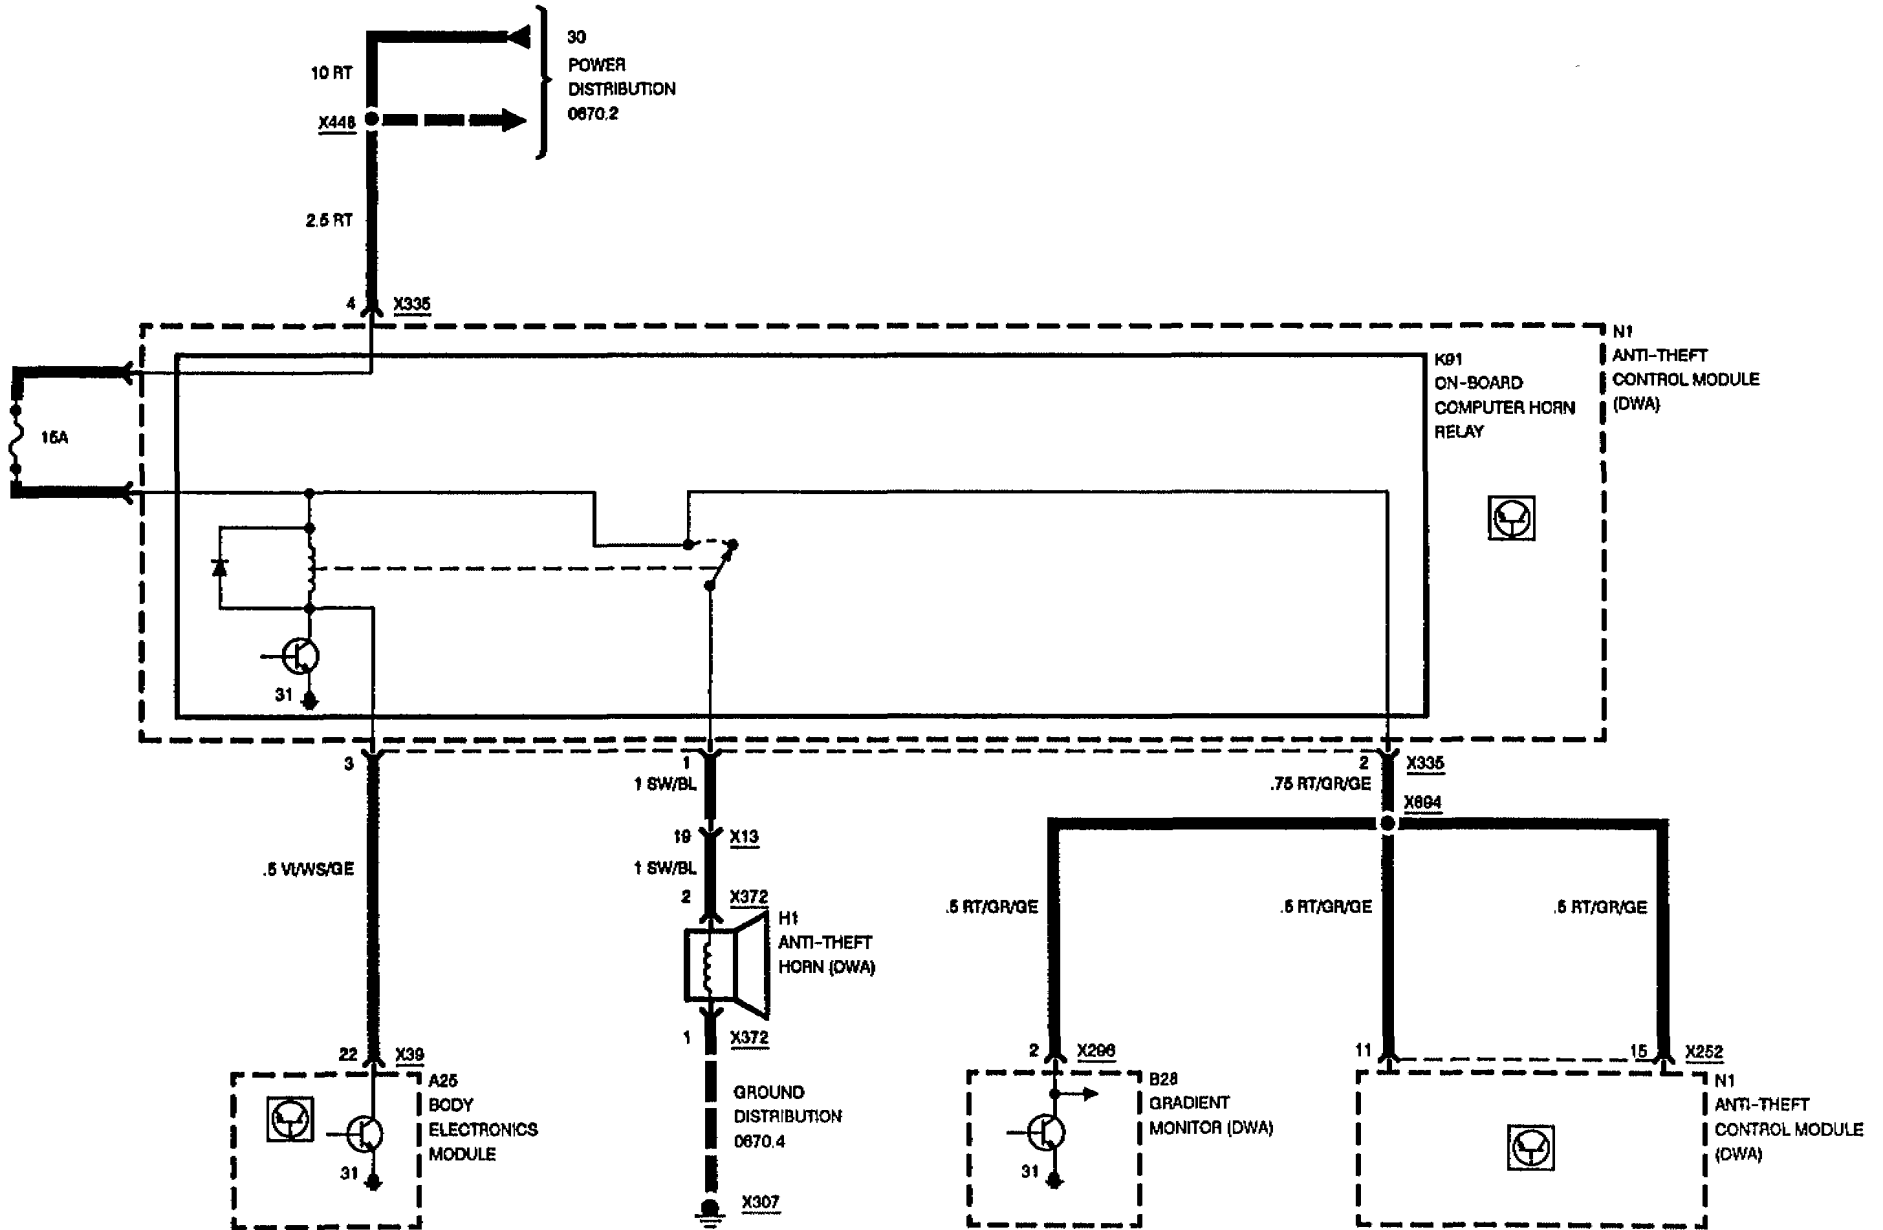 30
POWER
DISTRIBUTION
0670.2
10 RT
X446
2.5 RT
4 X335
N1
ANTI-THEFT
CONTROL MODULE
(DWA)
K91
ON-BOARD
COMPUTER HORN
RELAY
15A
31
3
1
2 X335
1 SW/BL
.75 RT/GR/GE
X694
19 X13
.5 VI/WS/GE
1 SW/BL
2 X372
H1
ANTI-THEFT
HORN (DWA)
.5 RT/GR/GE
.5 RT/GR/GE
.5 RT/GR/GE
1 X372
22 X39
2 X296
11
15 X252
A25
BODY
ELECTRONICS
MODULE
31
GROUND
DISTRIBUTION
0670.4
X307
B28
GRADIENT
MONITOR (DWA)
31
N1
ANTI-THEFT
CONTROL MODULE
(DWA)